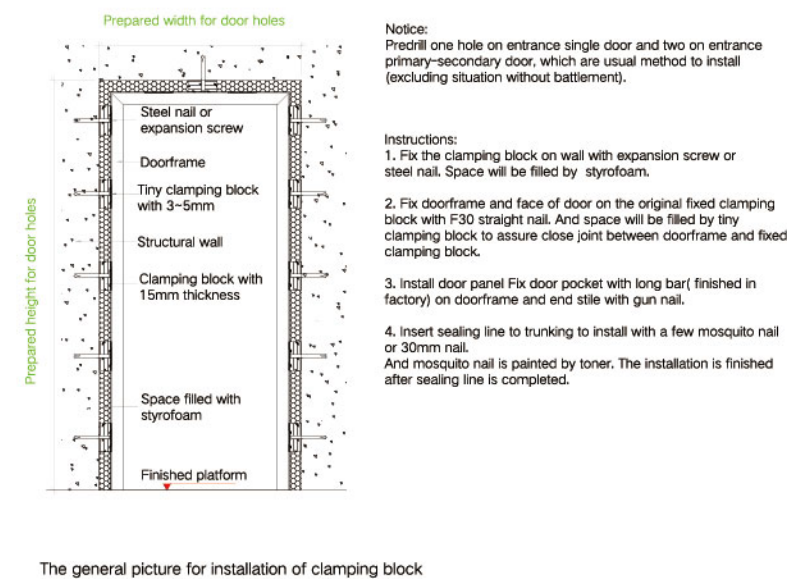 Prepared width for door holes
Prepared height for door holes
Steel nail or
expansion screw
Doorframe
Tiny clamping block
with 3~5mm
Structural wall
Clamping block with
15mm thickness
Space filled with
styrofoam
Finished platform
Notice:
Predrill one hole on entrance single door and two on entrance
primary-secondary door, which are usual method to install
(excluding situation without battlement).
Instructions:
1. Fix the clamping block on wall with expansion screw or
steel nail. Space will be filled by styrofoam.
2. Fix doorframe and face of door on the original fixed clamping
block with F30 straight nail. And space will be filled by tiny
clamping block to assure close joint between doorframe and fixed
clamping block.
3. Install door panel Fix door pocket with long bar( finished in
factory) on doorframe and end stile with gun nail.
4. Insert sealing line to trunking to install with a few mosquito nail
or 30mm nail.
And mosquito nail is painted by toner. The installation is finished
after sealing line is completed.
The general picture for installation of clamping block